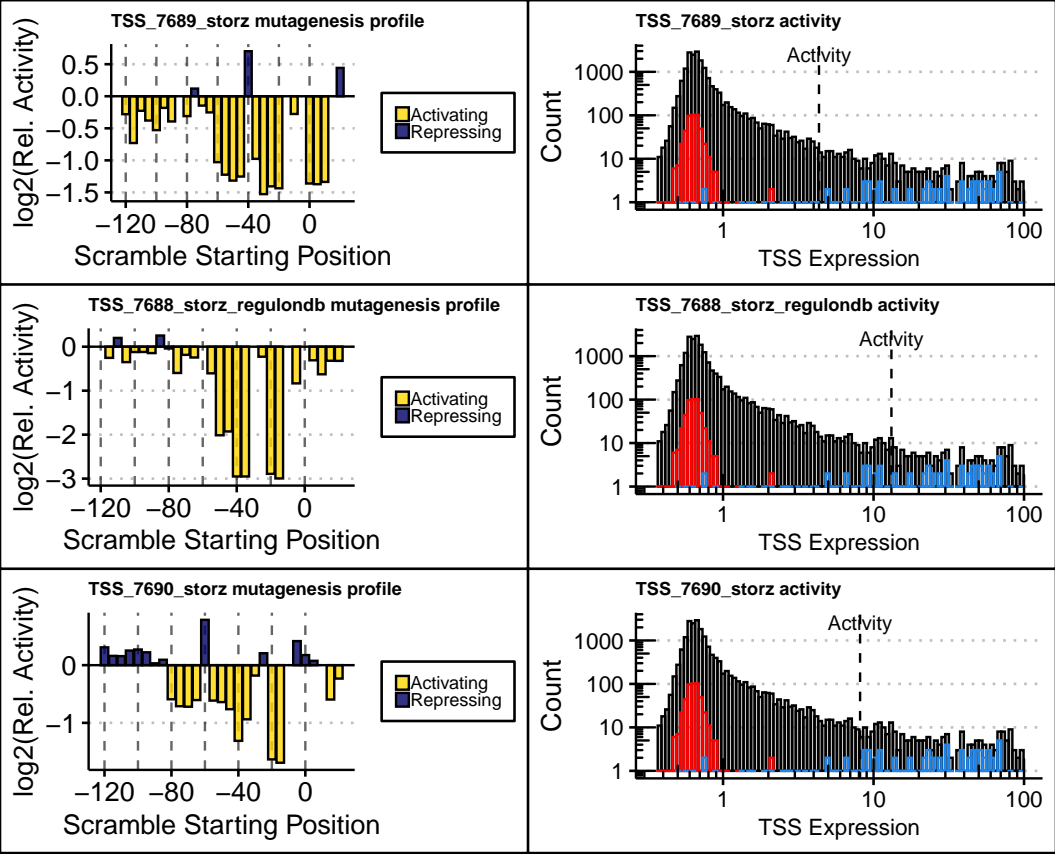 TSS_7689_storz mutagenesis profile
log2(Rel. Activity)
0.5
0.0
−0.5
−1.0
−1.5
−120
−80
−40
0
Scramble Starting Position
Activating
Repressing
TSS_7689_storz activity
Count
1000
100
10
1
Activity
1
10
100
TSS Expression
TSS_7688_storz_regulondb mutagenesis profile
log2(Rel. Activity)
0
−1
−2
−3
−120
−80
−40
0
Scramble Starting Position
Activating
Repressing
TSS_7688_storz_regulondb activity
Count
1000
100
10
1
Activity
1
10
100
TSS Expression
TSS_7690_storz mutagenesis profile
log2(Rel. Activity)
0
−1
−120
−80
−40
0
Scramble Starting Position
Activating
Repressing
TSS_7690_storz activity
Count
1000
100
10
1
Activity
1
10
100
TSS Expression